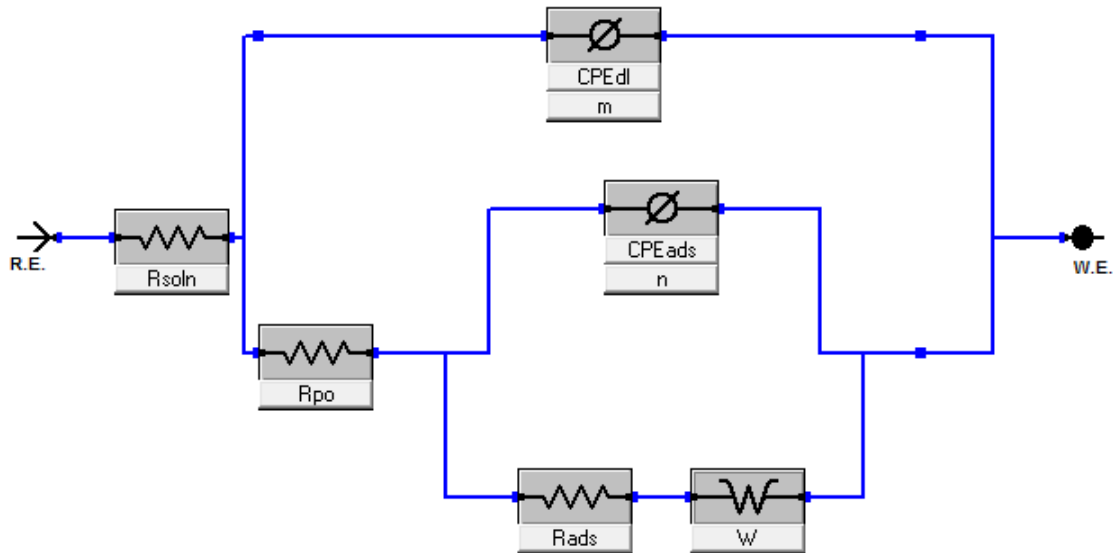 CPEdl
m
CPEads
n
R.E.
Rsoln
W.E.
Rpo
Rads
W